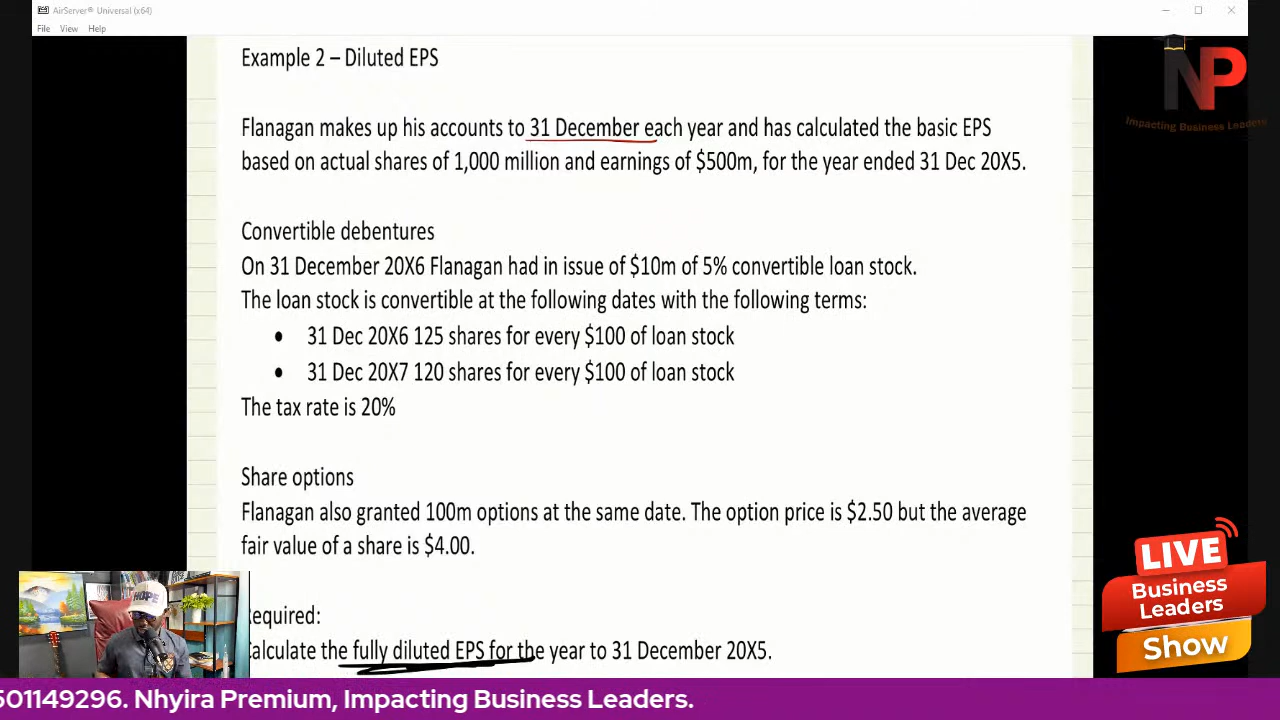 AirServer® Universal (x64)
File View Help
NP
Impacting Business Leaders
Example 2 – Diluted EPS
Flanagan makes up his accounts to 31 December each year and has calculated the basic EPS
based on actual shares of 1,000 million and earnings of $500m, for the year ended 31 Dec 20X5.
Convertible debentures
On 31 December 20X6 Flanagan had in issue of $10m of 5% convertible loan stock.
The loan stock is convertible at the following dates with the following terms:
• 31 Dec 20X6 125 shares for every $100 of loan stock
• 31 Dec 20X7 120 shares for every $100 of loan stock
The tax rate is 20%
Share options
Flanagan also granted 100m options at the same date. The option price is $2.50 but the average
fair value of a share is $4.00.
equired:
alculate the fully diluted EPS for the year to 31 December 20X5.
HOPE
LIVE
Business
Leaders
Show
501149296. Nhyira Premium, Impacting Business Leaders.